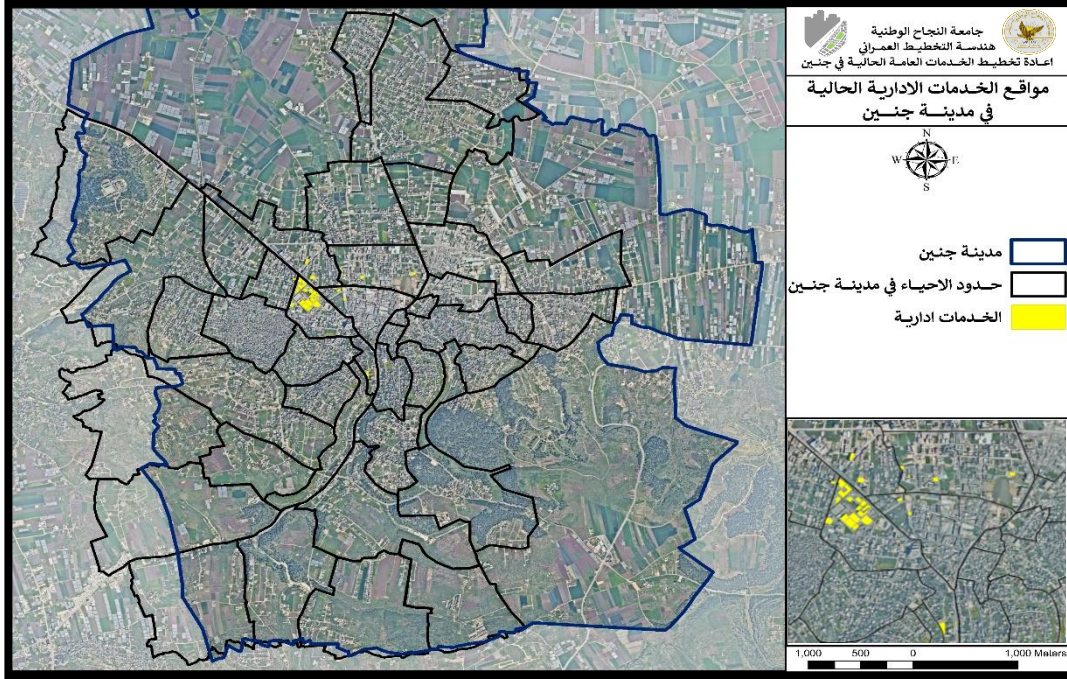 جامعة النجاح الوطنية
هندسة التخطيط العمراني
اعادة تخطيط الخدمات العامة الحالية في جنين
مواقع الخدمات الادارية الحالية
في مدينة جنين
N
W E
S
مدينة جنين
حدود الاحياء في مدينة جنين
الخدمات ادارية
1,000 500 0 1,000 Meters